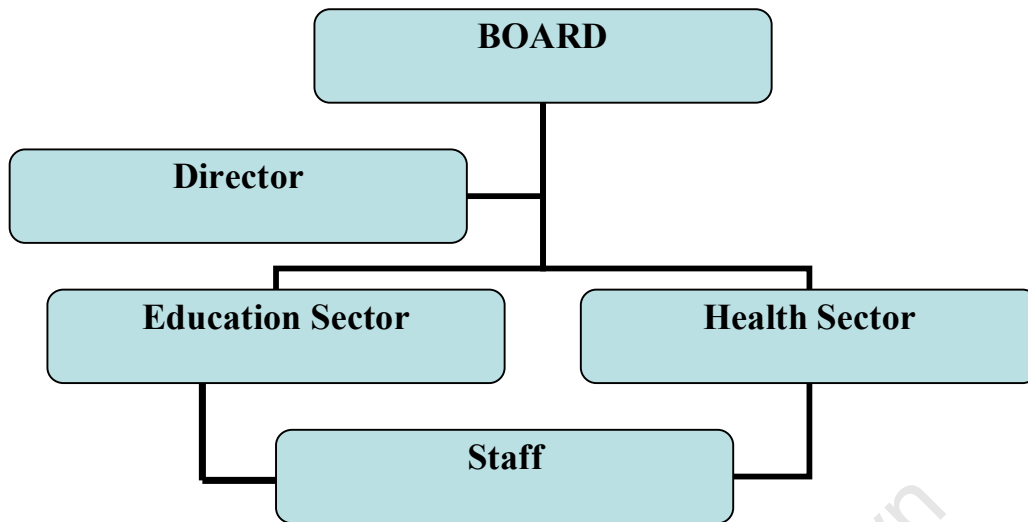 BOARD
Director
Education Sector
Health Sector
Staff